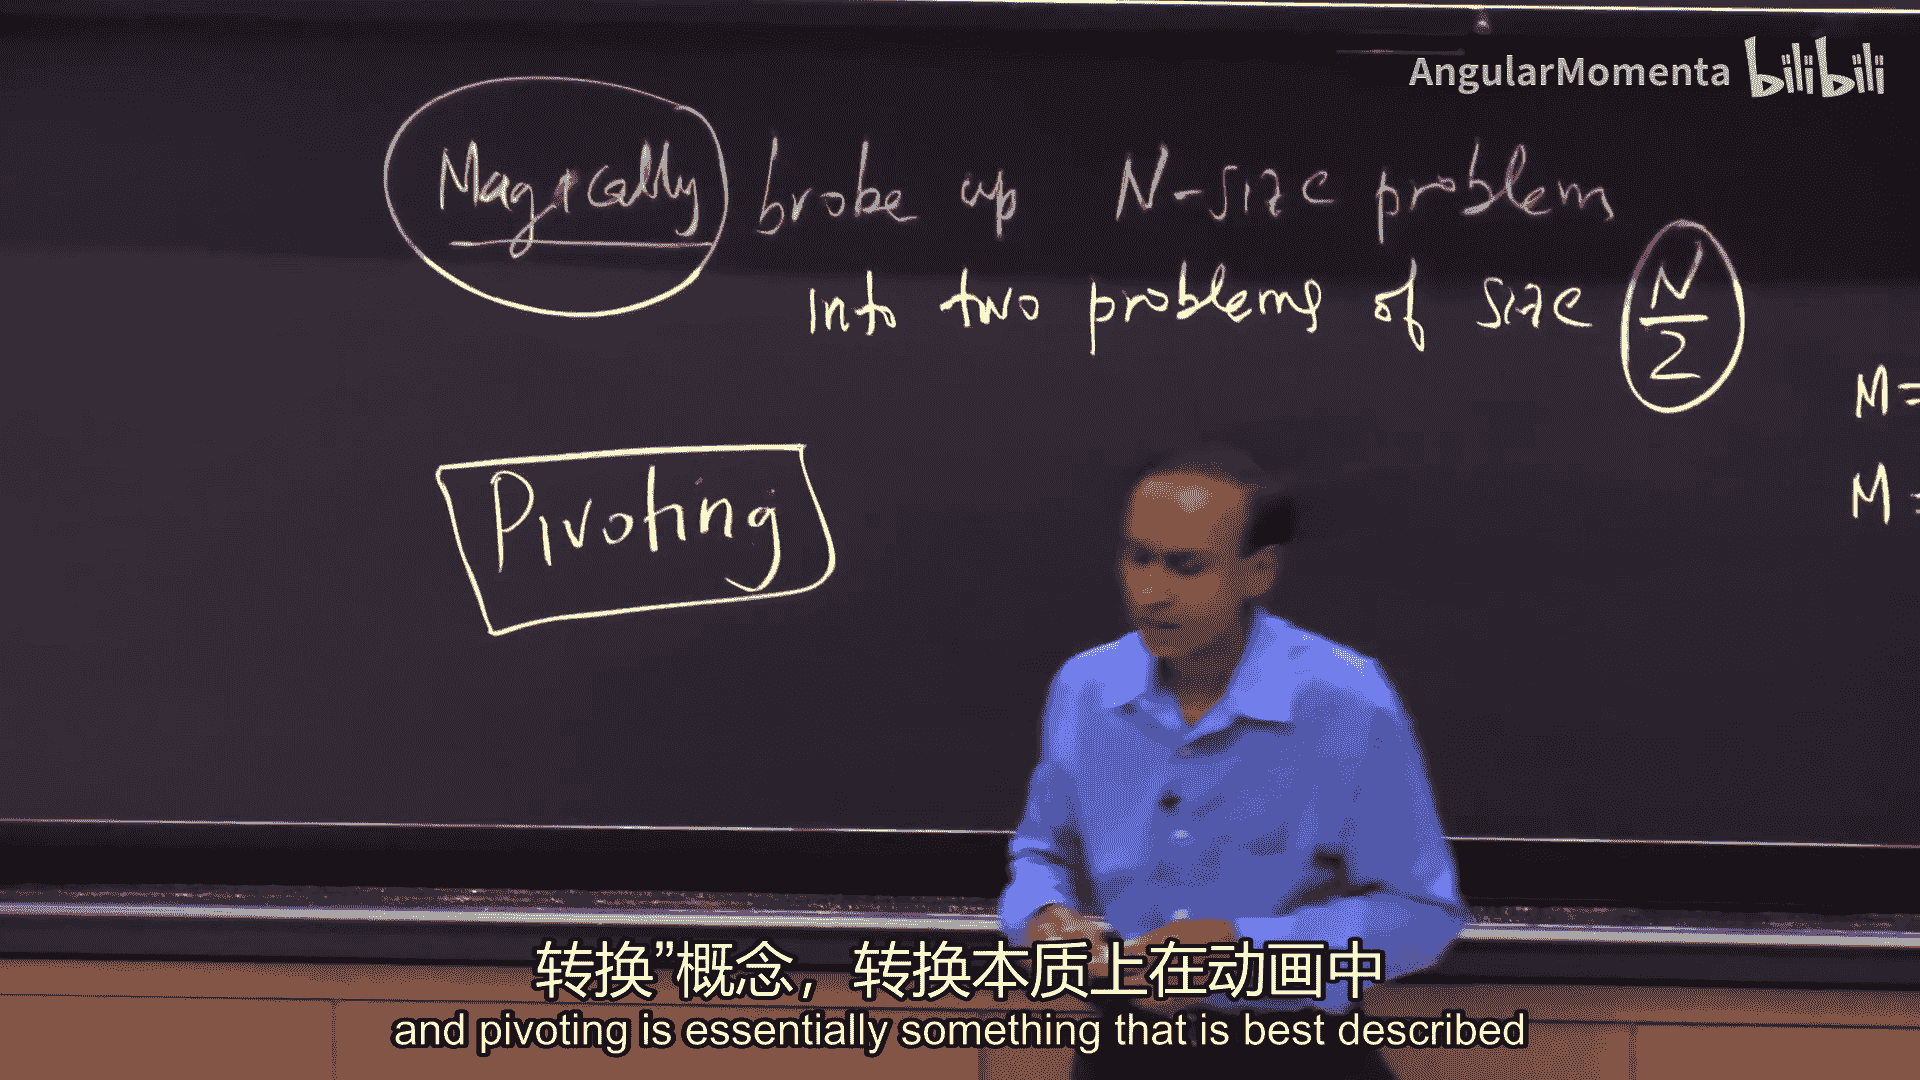 AngularMomenta bilibili
Magically broke up N-size problem
into two problems of size N/2
M=
Pivoting
M=
转换”概念，转换本质上在动画中
and pivoting is essentially something that is best described